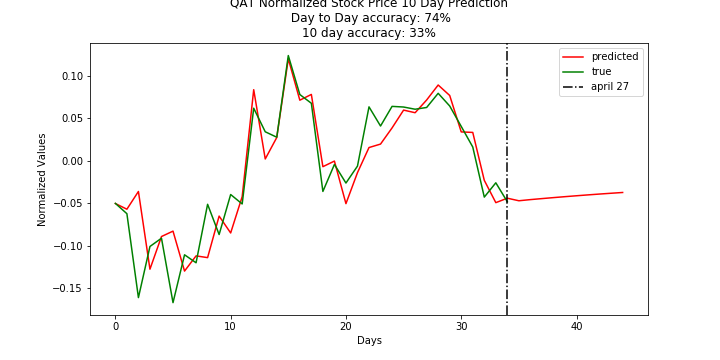 QAT Normalized Stock Price 10 Day Prediction
Day to Day accuracy: 74%
10 day accuracy: 33%
predicted
true
april 27
Normalized Values
0.10
0.05
0.00
−0.05
−0.10
−0.15
0 10 20 30 40
Days